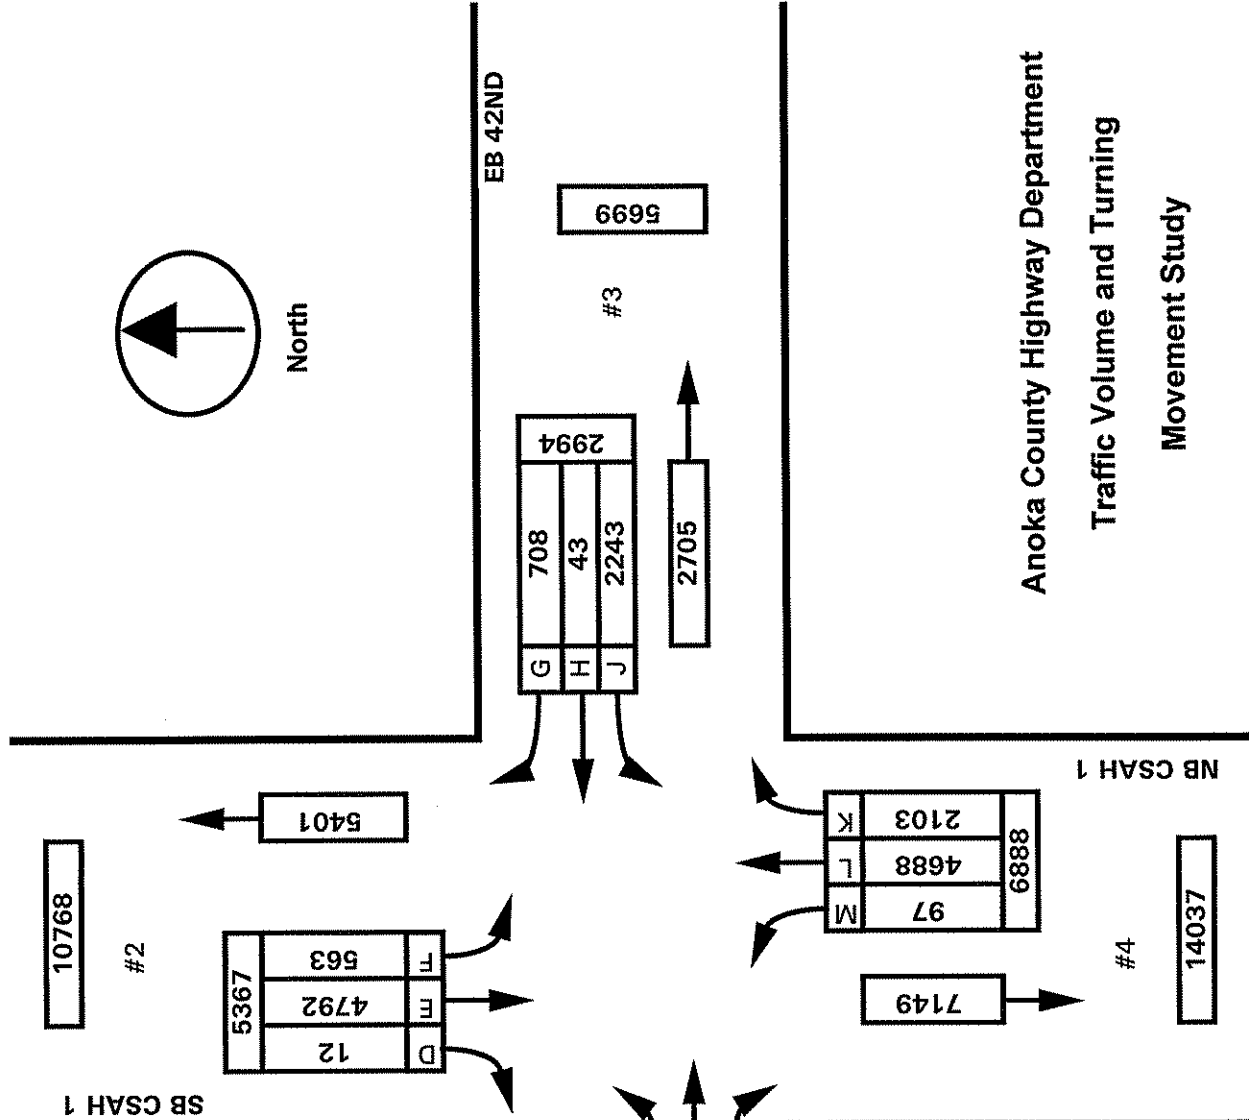 EB 42ND
North
5699
#3
2994
G 708
H 43
J 2243
2705
Anoka County Highway Department
Traffic Volume and Turning
Movement Study
10768
#2
5401
5367
D 12
E 4792
F 563
SB CSAH 1
NB CSAH 1
K 2103
L 4688
M 97
6888
7149
#4
14037